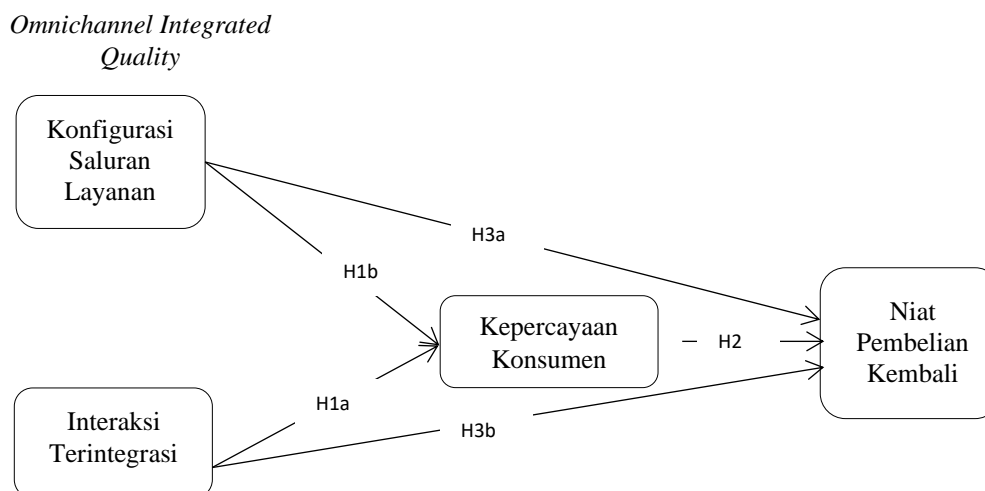 Omnichannel Integrated
Quality
Konfigurasi
Saluran
Layanan
H3a
H1b
Kepercayaan
Konsumen
H2
Niat
Pembelian
Kembali
H1a
Interaksi
Terintegrasi
H3b